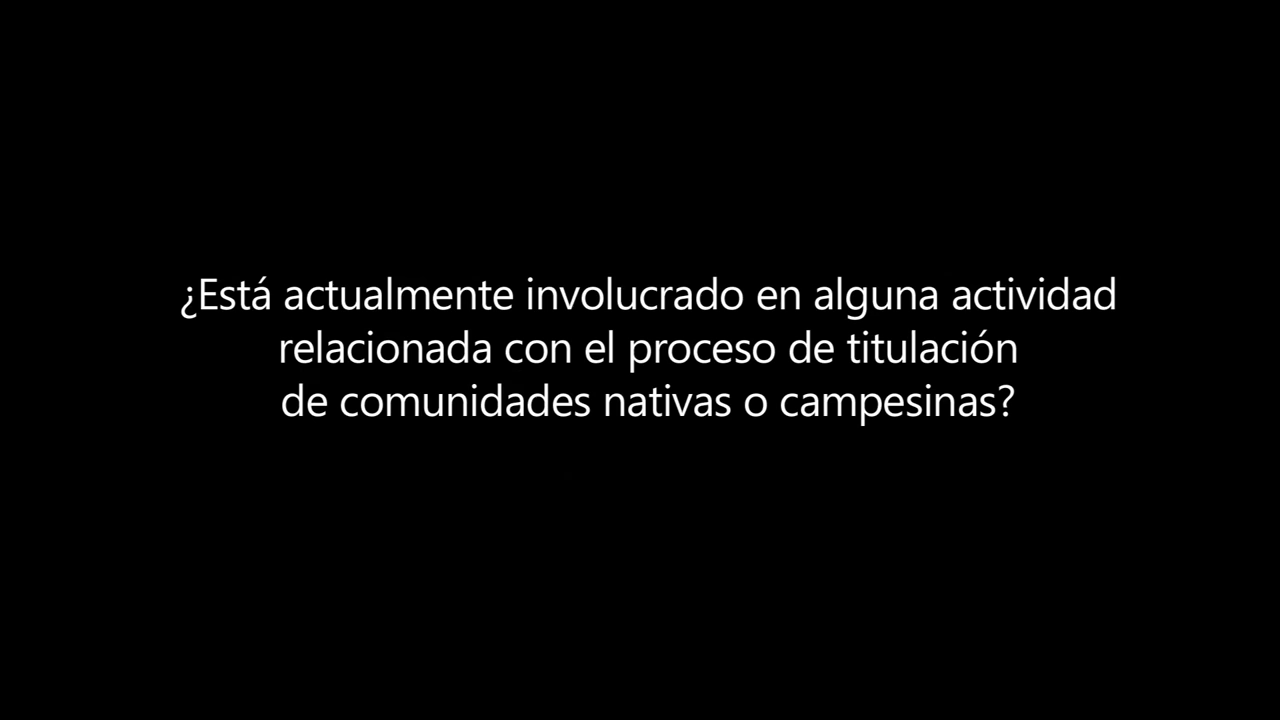 ¿Está actualmente involucrado en alguna actividad
relacionada con el proceso de titulación
de comunidades nativas o campesinas?